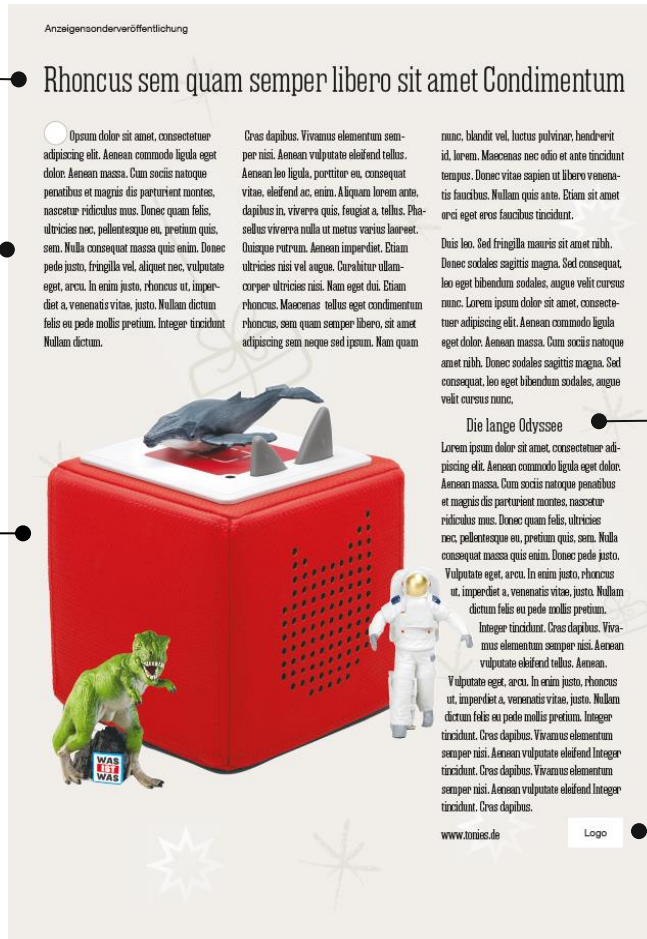 Anzeigensonderveröffentlichung
Rhoncus sem quam semper libero sit amet Condimentum
Opsum dolor sit amet, consectetuer
adipiscing elit. Aenean commodo ligula eget
dolor. Aenean massa. Cum sociis natoque
penatibus et magnis dis parturient montes,
nascetur ridiculus mus. Donec quam felis,
ultricies nec, pellentesque eu, pretium quis,
sem. Nulla consequat massa quis enim. Donec
pede justo, fringilla vel, aliquet nec, vulputate
eget, arcu. In enim justo, rhoncus ut, imper-
diet a, venenatis vitae, justo. Nullam dictum
felis eu pede mollis pretium. Integer tincidunt
Nullam dictum.
Cras dapibus. Vivamus elementum sem-
per nisi. Aenean vulputate eleifend tellus.
Aenean leo ligula, porttitor eu, consequat
vitae, eleifend ac, enim. Aliquam lorem ante,
dapibus in, viverra quis, feugiat a, tellus. Pha-
sellus viverra nulla ut metus varius laoreet.
Quisque rutrum. Aenean imperdiet. Etiam
ultricies nisi vel augue. Curabitur ullam-
corper ultricies nisi. Nam eget dui. Etiam
rhoncus. Maecenas tellus eget condimentum
rhoncus, sem quam semper libero, sit amet
adipiscing sem neque sed ipsum. Nam quam
nunc, blandit vel, luctus pulvinar, hendrerit
id, lorem. Maecenas nec odio et ante tincidunt
tempus. Donec vitae sapien ut libero venena-
tis faucibus. Nullam quis ante. Etiam sit amet
orci eget eros faucibus tincidunt.
Duis leo. Sed fringilla mauris sit amet nibh.
Donec sodales sagittis magna. Sed consequat,
leo eget bibendum sodales, augue velit cursus
nunc. Lorem ipsum dolor sit amet, consecte-
tuer adipiscing elit. Aenean commodo ligula
eget dolor. Aenean massa. Cum sociis natoque
amet nibh. Donec sodales sagittis magna. Sed
consequat, leo eget bibendum sodales, augue
velit cursus nunc,
Die lange Odyssee
Lorem ipsum dolor sit amet, consectetuer adi-
piscing elit. Aenean commodo ligula eget dolor.
Aenean massa. Cum sociis natoque penatibus
et magnis dis parturient montes, nascetur
ridiculus mus. Donec quam felis, ultricies
nec, pellentesque eu, pretium quis, sem. Nulla
consequat massa quis enim. Donec pede justo.
Vulputate eget, arcu. In enim justo, rhoncus
ut, imperdiet a, venenatis vitae, justo. Nullam
dictum felis eu pede mollis pretium.
Integer tincidunt. Cras dapibus. Viva-
mus elementum semper nisi. Aenean
vulputate eleifend tellus. Aenean.
Vulputate eget, arcu. In enim justo, rhoncus
ut, imperdiet a, venenatis vitae, justo. Nullam
dictum felis eu pede mollis pretium. Integer
tincidunt. Cras dapibus. Vivamus elementum
semper nisi. Aenean vulputate eleifend Integer
tincidunt. Cras dapibus. Vivamus elementum
semper nisi. Aenean vulputate eleifend Integer
tincidunt. Cras dapibus.
WAS
IST
WAS
www.tonies.de
Logo